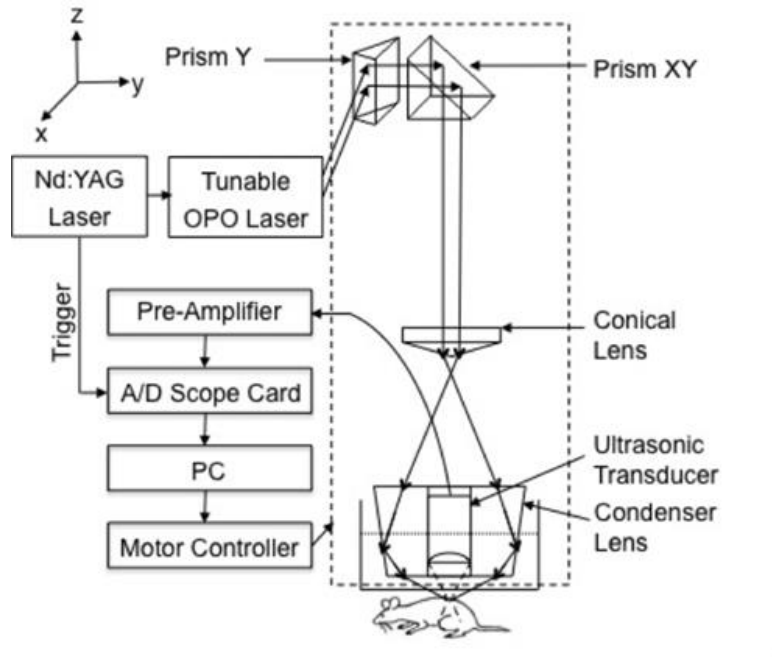 z
y
x
Prism Y
Prism XY
Nd:YAG
Laser
Tunable
OPO Laser
Trigger
Pre-Amplifier
A/D Scope Card
PC
Motor Controller
Conical
Lens
Ultrasonic
Transducer
Condenser
Lens